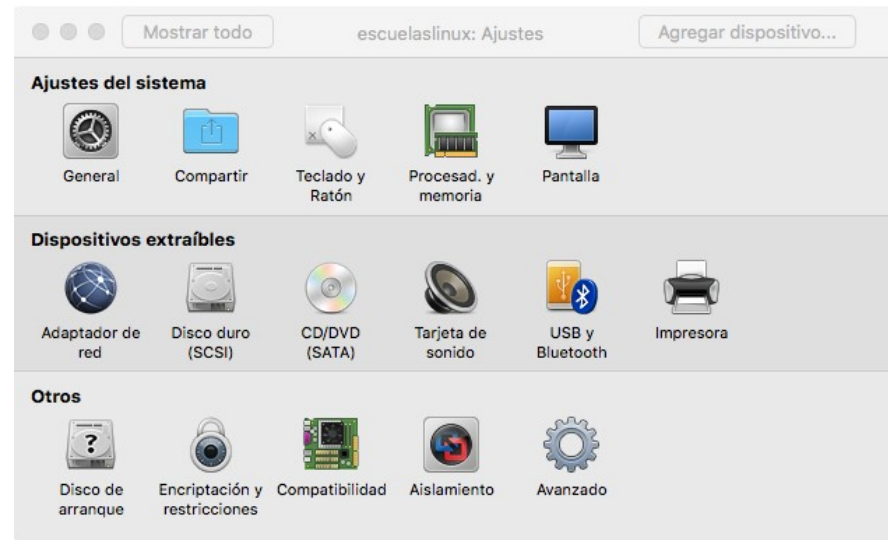 Mostrar todo
escuelaslinux: Ajustes
Agregar dispositivo...
Ajustes del sistema
General
Compartir
Teclado y
Ratón
Procesad. y
memoria
Pantalla
Dispositivos extraíbles
Adaptador de
red
Disco duro
(SCSI)
CD/DVD
(SATA)
Tarjeta de
sonido
USB y
Bluetooth
Impresora
Otros
?
Disco de
arranque
Encriptación y
restricciones
Compatibilidad
Aislamiento
Avanzado